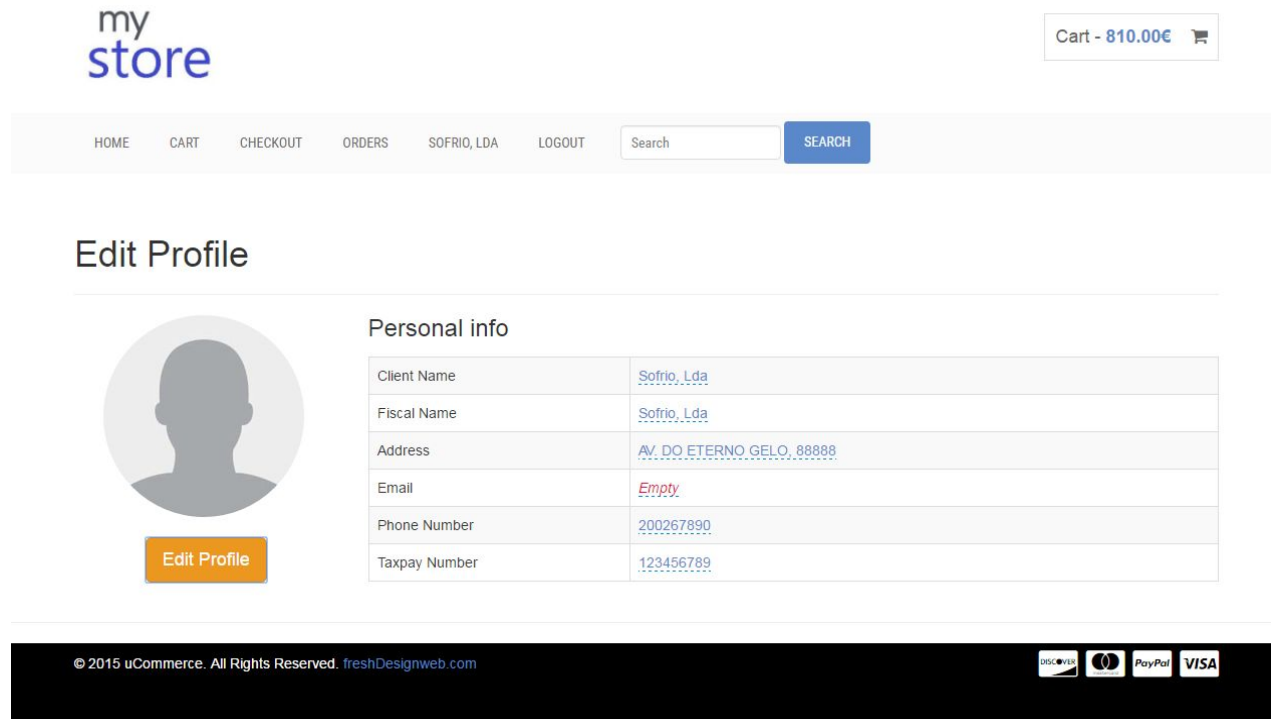 my
store
Cart - 810.00€
HOME CART CHECKOUT ORDERS SOFRIO, LDA LOGOUT Search SEARCH
Edit Profile
Personal info
Client Name Sofrio, Lda
Fiscal Name Sofrio, Lda
Address AV. DO ETERNO GELO, 88888
Email Empty
Phone Number 200267890
Edit Profile
Taxpay Number 123456789
© 2015 uCommerce. All Rights Reserved. freshDesignweb.com
DISCOVER PayPal VISA